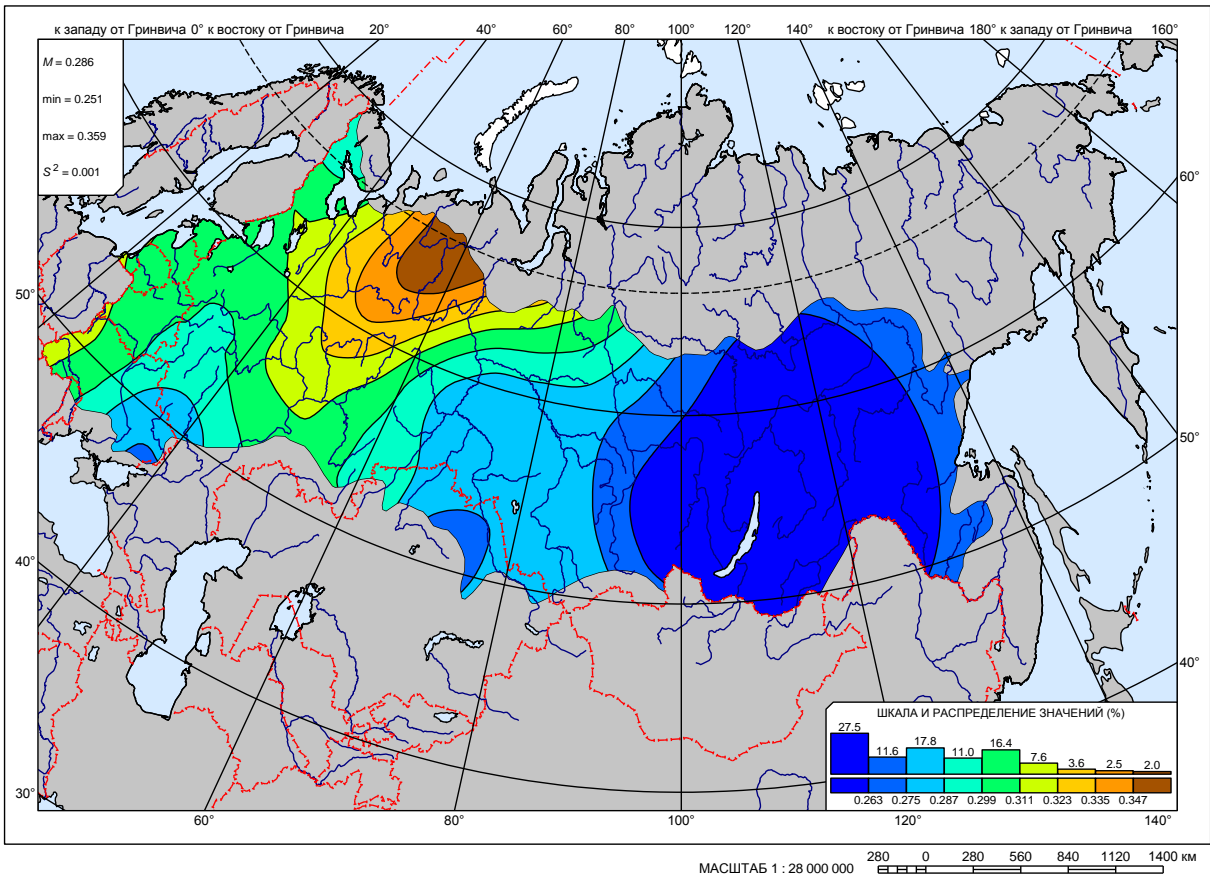 к западу от Гринвича 0° к востоку от Гринвича 20° 40° 60° 80° 100° 120° 140° к востоку от Гринвича 180° к западу от Гринвича 160°
M = 0.286
min = 0.251
max = 0.359
S² = 0.001
60°
50°
50°
40°
40°
30°
ШКАЛА И РАСПРЕДЕЛЕНИЕ ЗНАЧЕНИЙ (%)
27.5 11.6 17.8 11.0 16.4 7.6 3.6 2.5 2.0
0.263 0.275 0.287 0.299 0.311 0.323 0.335 0.347
60° 80° 100° 120° 140°
МАСШТАБ 1 : 28 000 000 280 0 280 560 840 1120 1400 км